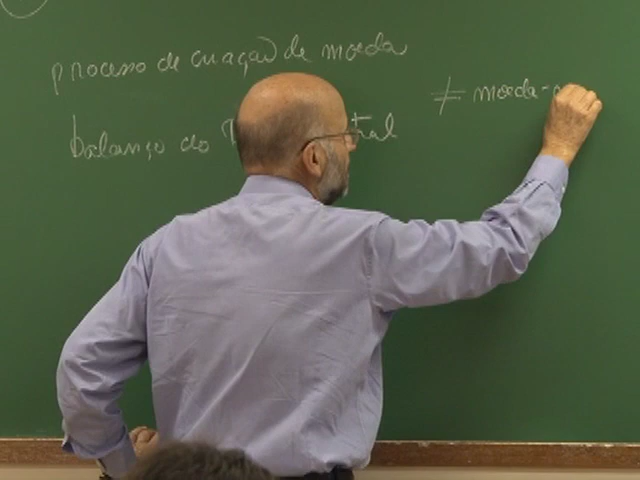 processo de criação de moeda
balanço do
≠ moeda-